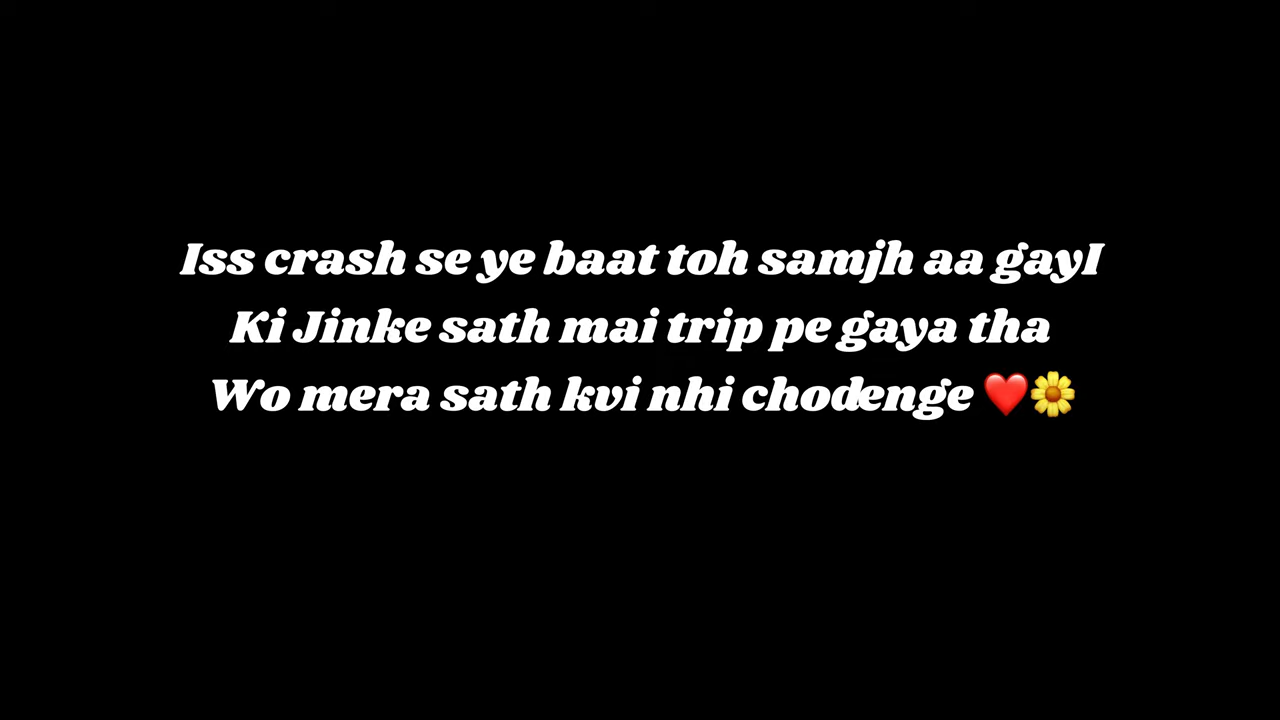 Iss crash se ye baat toh samjh aa gayI
Ki Jinke sath mai trip pe gaya tha
Wo mera sath kvi nhi chodenge ❤️🌼